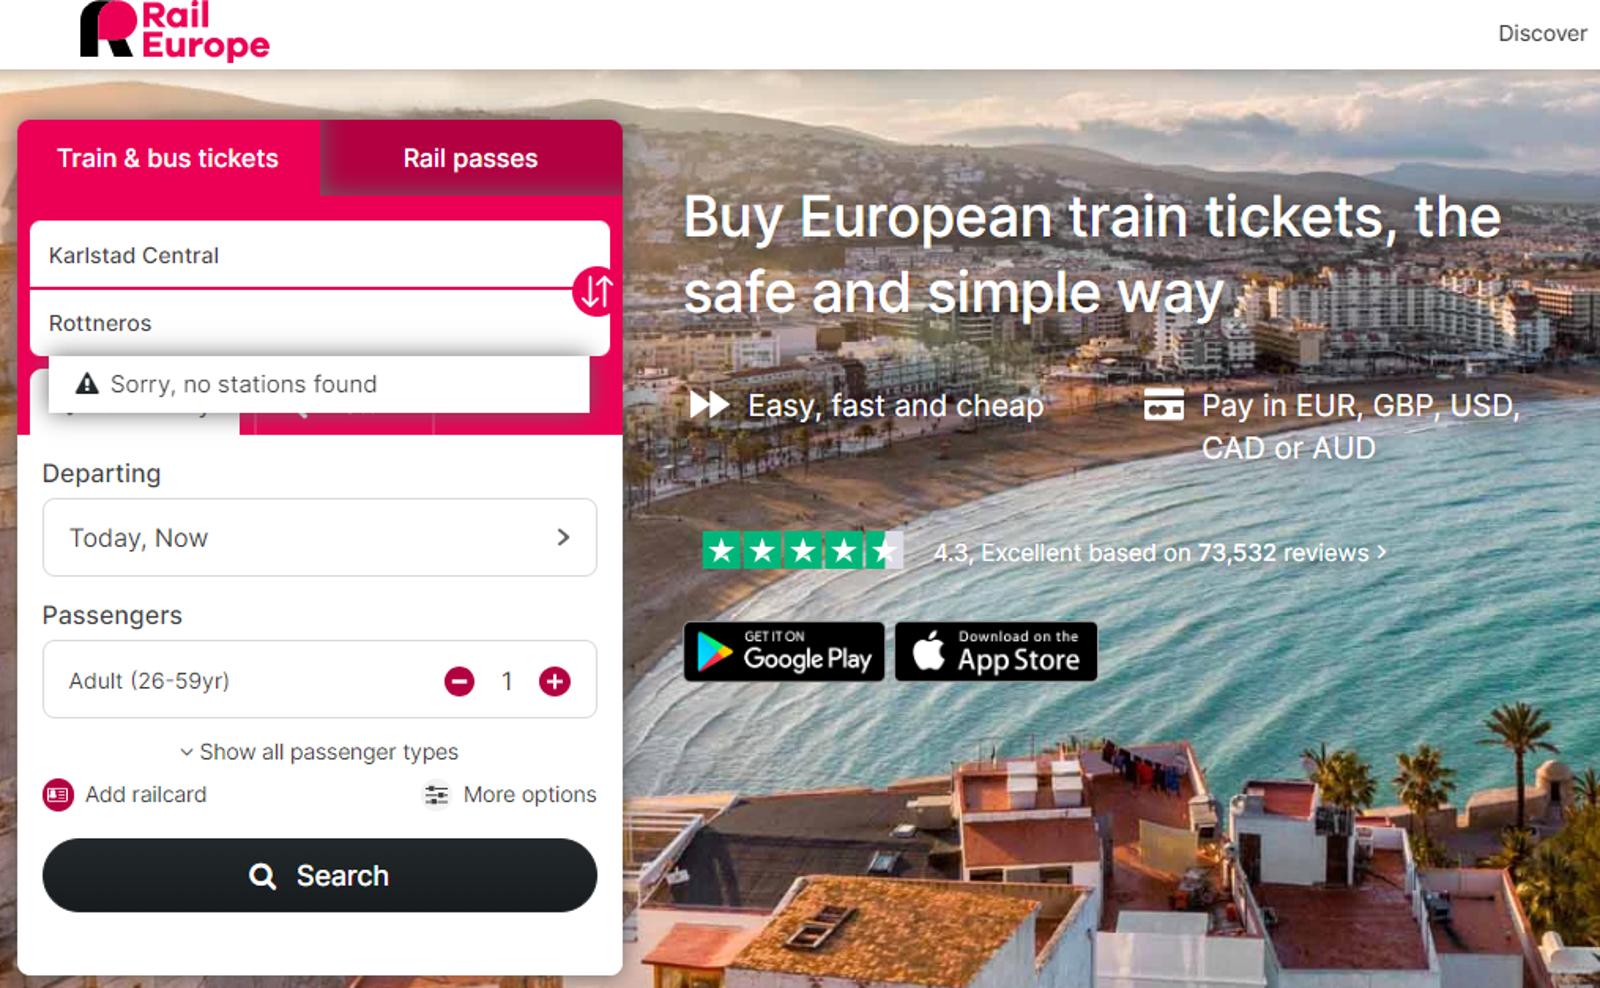 Rail
Europe
Discover
Train & bus tickets
Rail passes
Karlstad Central
Rottneros
Sorry, no stations found
Departing
Today, Now
Passengers
Adult (26-59yr)
1
Show all passenger types
Add railcard
More options
Search
Buy European train tickets, the
safe and simple way
Easy, fast and cheap
Pay in EUR, GBP, USD,
CAD or AUD
4.3, Excellent based on 73,532 reviews
GET IT ON
Google Play
Download on the
App Store